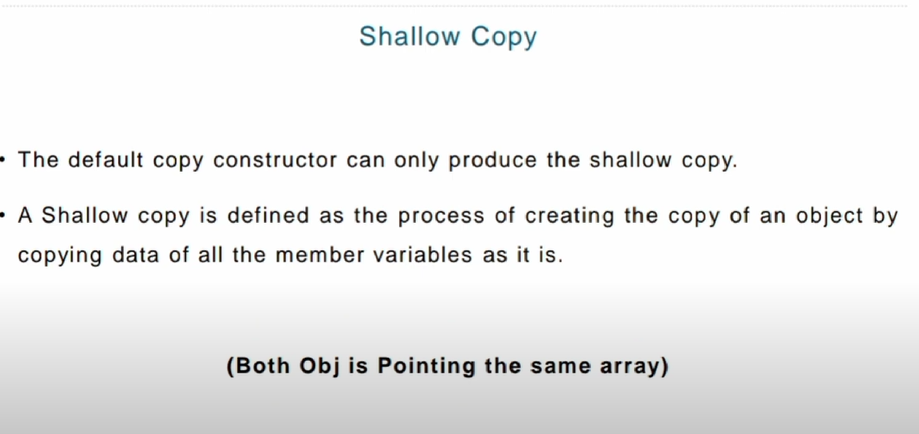 Shallow Copy
• The default copy constructor can only produce the shallow copy.
• A Shallow copy is defined as the process of creating the copy of an object by
copying data of all the member variables as it is.
(Both Obj is Pointing the same array)